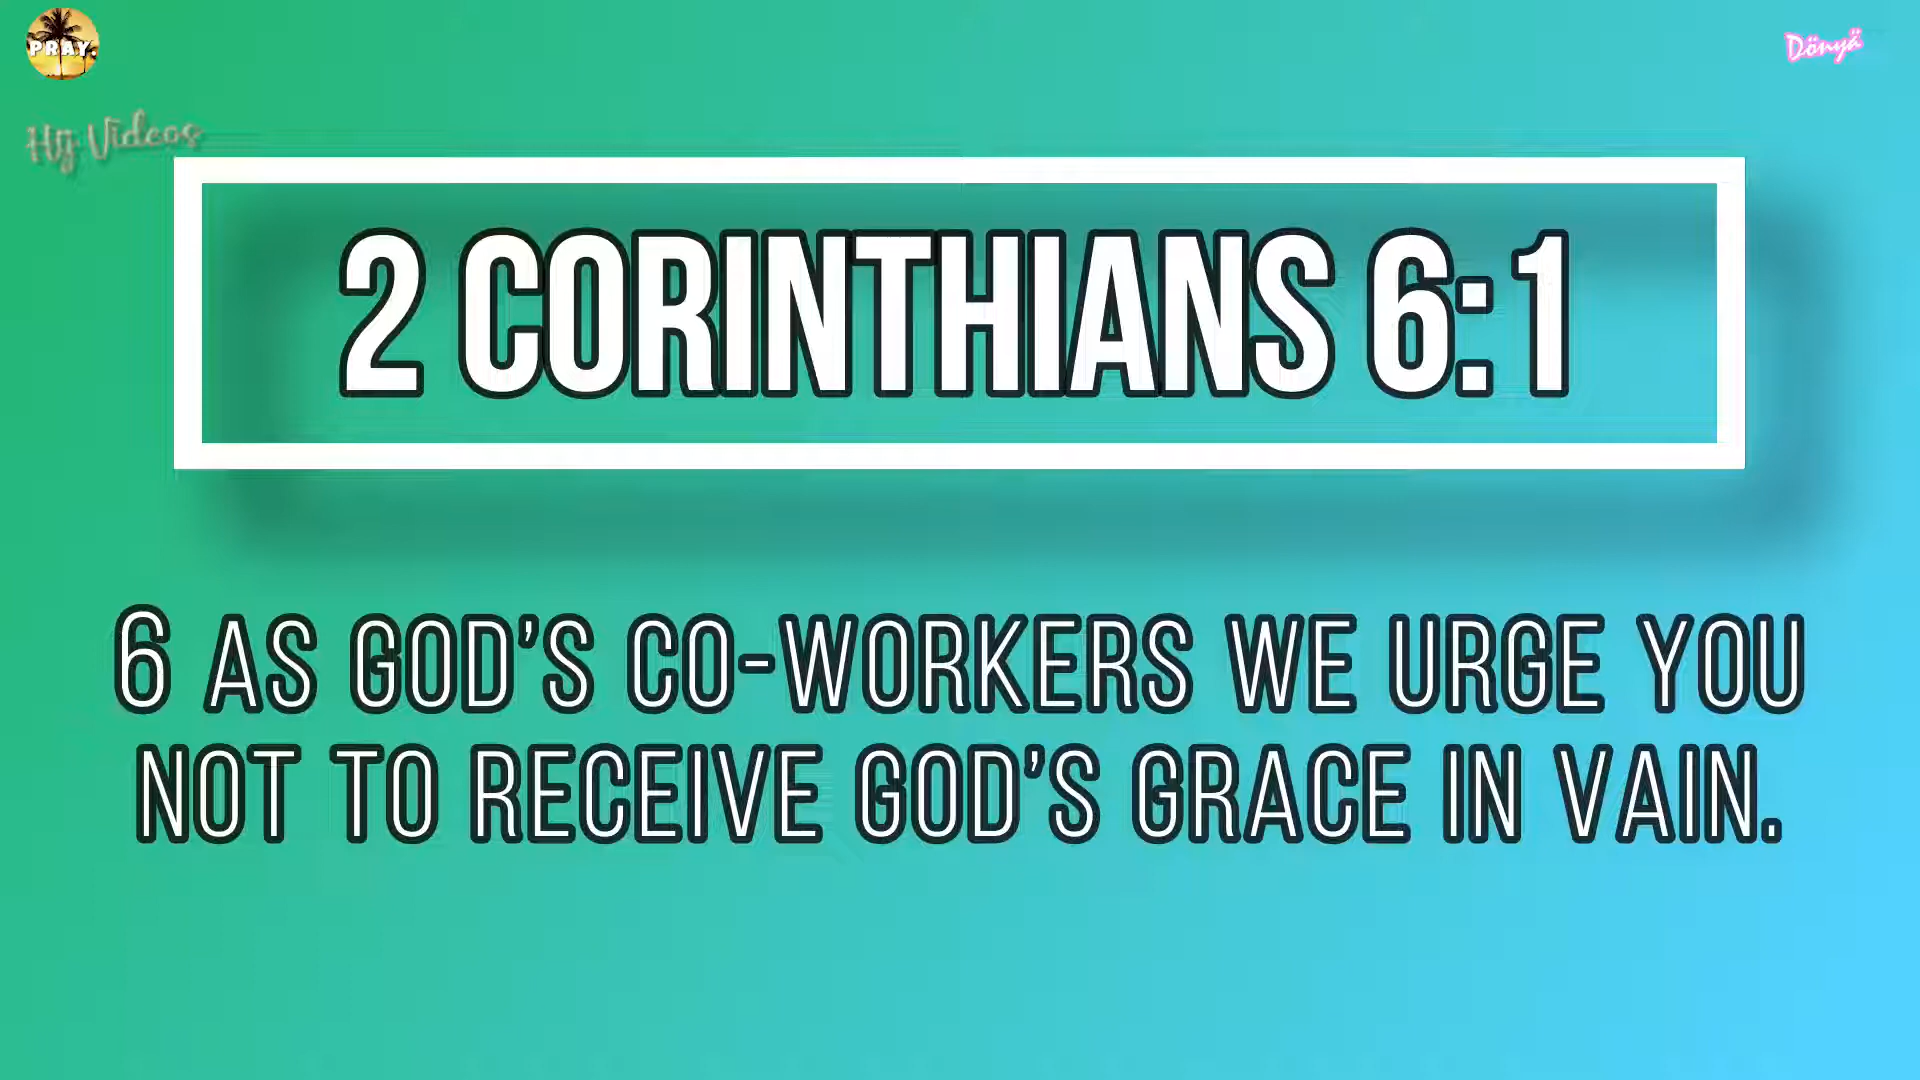 PRAY.
Dönyä
Hij Videos
2 CORINTHIANS 6:1
6 AS GOD’S CO-WORKERS WE URGE YOU
NOT TO RECEIVE GOD’S GRACE IN VAIN.